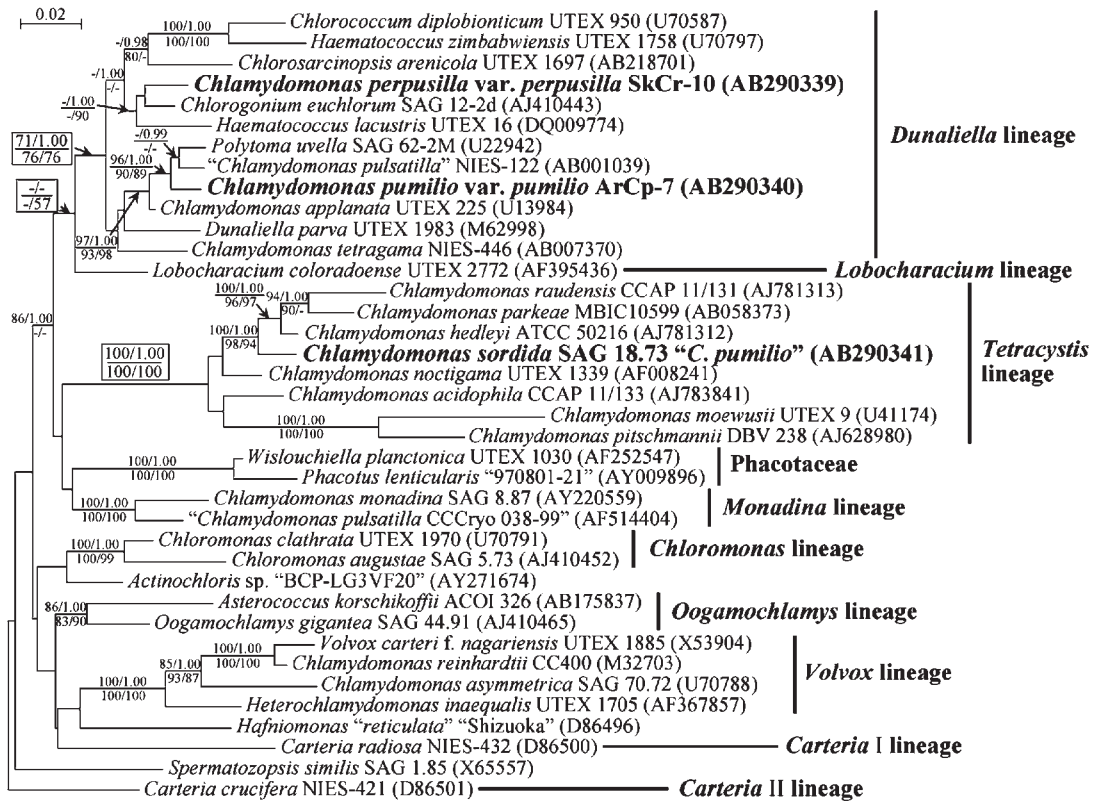 0.02
Chlorococcum diplobionticum UTEX 950 (U70587)
100/1.00
100/100
Haematococcus zimbabwiensis UTEX 1758 (U70797)
-/0.98
80/-
Chlorosarcinopsis arenicola UTEX 1697 (AB218701)
-/1.00
-/-
Chlamydomonas perpusilla var. perpusilla SkCr-10 (AB290339)
-/1.00
-/90
Chlorogonium euchlorum SAG 12-2d (AJ410443)
Haematococcus lacustris UTEX 16 (DQ009774)
Dunaliella lineage
71/1.00
76/76
-/0.99
-/-
Polytoma uvella SAG 62-2M (U22942)
96/1.00
90/89
"Chlamydomonas pulsatilla" NIES-122 (AB001039)
Chlamydomonas pumilio var. pumilio ArCp-7 (AB290340)
-/-
-/57
Chlamydomonas applanata UTEX 225 (U13984)
Dunaliella parva UTEX 1983 (M62998)
97/1.00
93/98
Chlamydomonas tetragama NIES-446 (AB007370)
Lobocharacium coloradoense UTEX 2772 (AF395436)
Lobocharacium lineage
100/1.00
96/97
94/1.00
90/-
Chlamydomonas raudensis CCAP 11/131 (AJ781313)
Chlamydomonas parkeae MBIC10599 (AB058373)
86/1.00
-/-
100/1.00
98/94
Chlamydomonas hedleyi ATCC 50216 (AJ781312)
Chlamydomonas sordida SAG 18.73 "C. pumilio" (AB290341)
Tetracystis
lineage
100/1.00
100/100
Chlamydomonas noctigama UTEX 1339 (AF008241)
Chlamydomonas acidophila CCAP 11/133 (AJ783841)
100/1.00
100/100
Chlamydomonas moewusii UTEX 9 (U41174)
Chlamydomonas pitschmannii DBV 238 (AJ628980)
100/1.00
100/100
Wislouchiella planctonica UTEX 1030 (AF252547)
Phacotaceae
Phacotus lenticularis "970801-21" (AY009896)
100/1.00
100/100
Chlamydomonas monadina SAG 8.87 (AY220559)
Monadina lineage
"Chlamydomonas pulsatilla CCCryo 038-99" (AF514404)
100/1.00
100/99
Chloromonas clathrata UTEX 1970 (U70791)
Chloromonas lineage
Chloromonas augustae SAG 5.73 (AJ410452)
Actinochloris sp. "BCP-LG3VF20" (AY271674)
86/1.00
83/90
Asterococcus korschikoffii ACOI 326 (AB175837)
Oogamochlamys lineage
Oogamochlamys gigantea SAG 44.91 (AJ410465)
100/1.00
100/100
Volvox carteri f. nagariensis UTEX 1885 (X53904)
85/1.00
93/87
Chlamydomonas reinhardtii CC400 (M32703)
Volvox lineage
100/1.00
100/100
Chlamydomonas asymmetrica SAG 70.72 (U70788)
Heterochlamydomonas inaequalis UTEX 1705 (AF367857)
Hafniomonas "reticulata" "Shizuoka" (D86496)
Carteria radiosa NIES-432 (D86500)
Carteria I lineage
Spermatozopsis similis SAG 1.85 (X65557)
Carteria crucifera NIES-421 (D86501)
Carteria II lineage